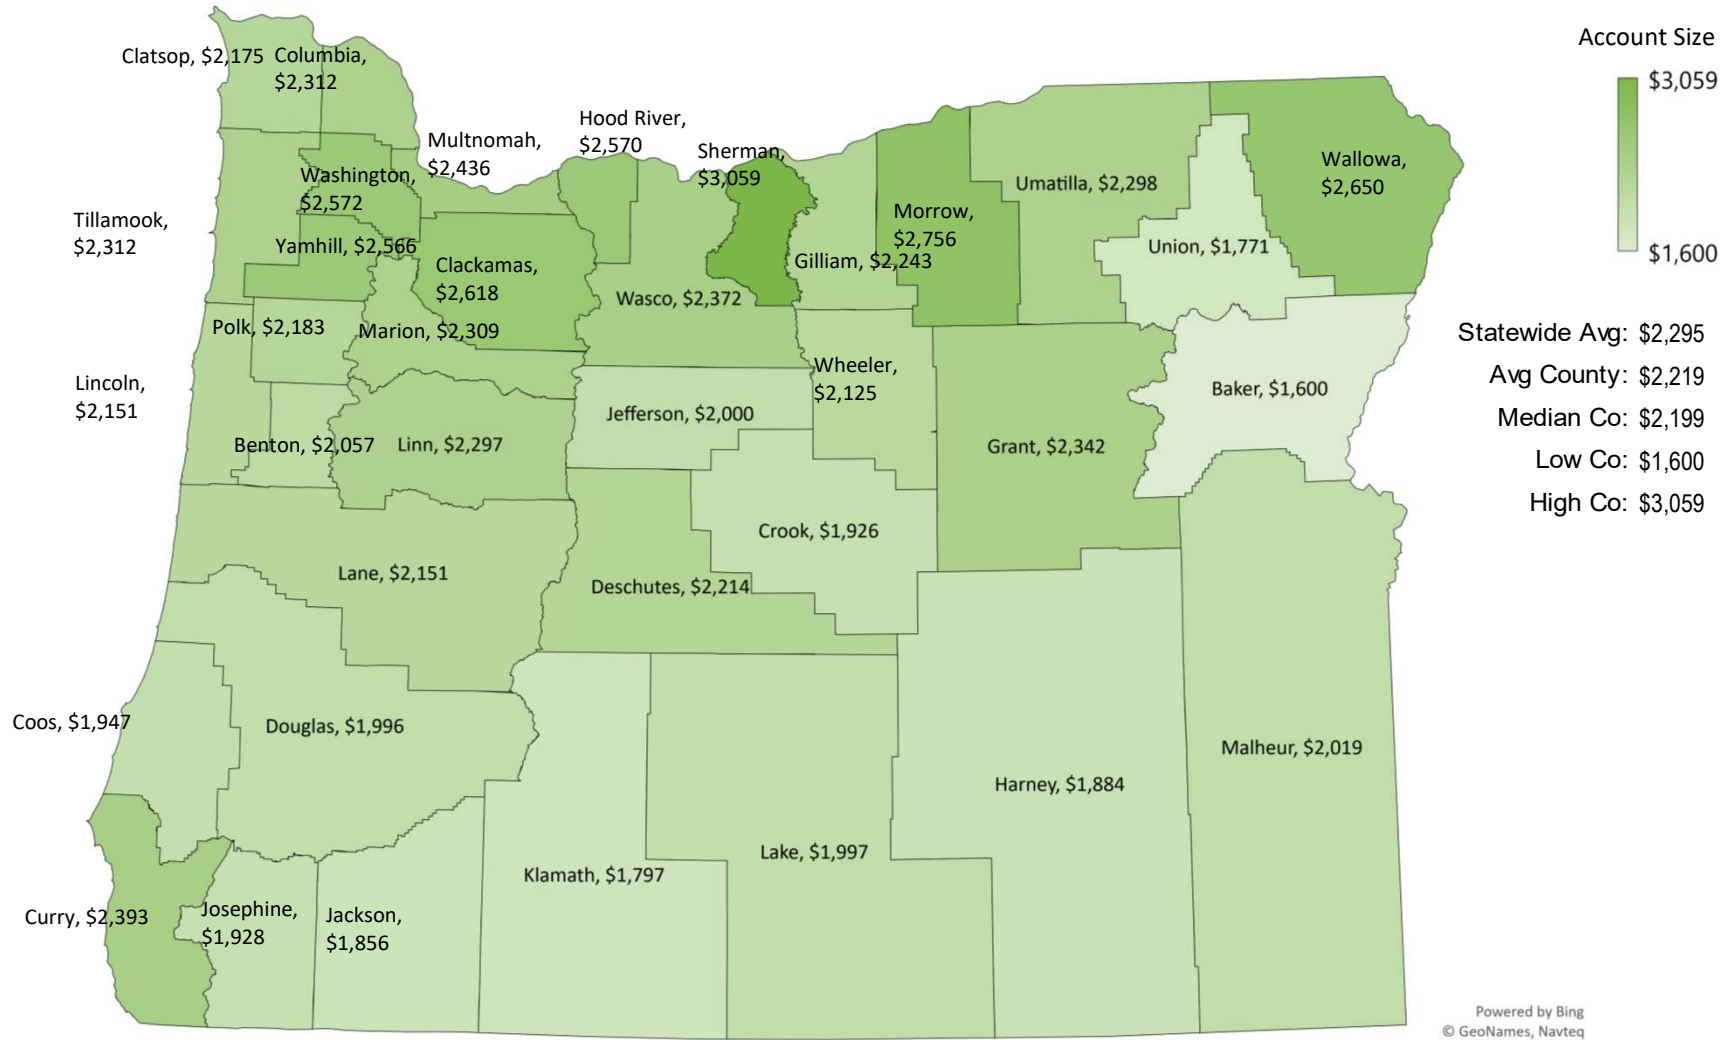 Account Size
$3,059
$1,600
Clatsop, $2,175
Columbia,
$2,312
Hood River,
$2,570
Multnomah,
$2,436
Sherman,
$3,059
Washington,
$2,572
Wallowa,
$2,650
Umatilla, $2,298
Tillamook,
$2,312
Morrow,
$2,756
Yamhill, $2,566
Union, $1,771
Clackamas,
$2,618
Gilliam, $2,243
Wasco, $2,372
Polk, $2,183
Marion, $2,309
Statewide Avg: $2,295
Avg County: $2,219
Median Co: $2,199
Low Co: $1,600
High Co: $3,059
Wheeler,
$2,125
Lincoln,
$2,151
Baker, $1,600
Jefferson, $2,000
Benton, $2,057
Linn, $2,297
Grant, $2,342
Crook, $1,926
Lane, $2,151
Deschutes, $2,214
Coos, $1,947
Douglas, $1,996
Malheur, $2,019
Harney, $1,884
Lake, $1,997
Klamath, $1,797
Curry, $2,393
Josephine,
$1,928
Jackson,
$1,856
Powered by Bing
© GeoNames, Navteq